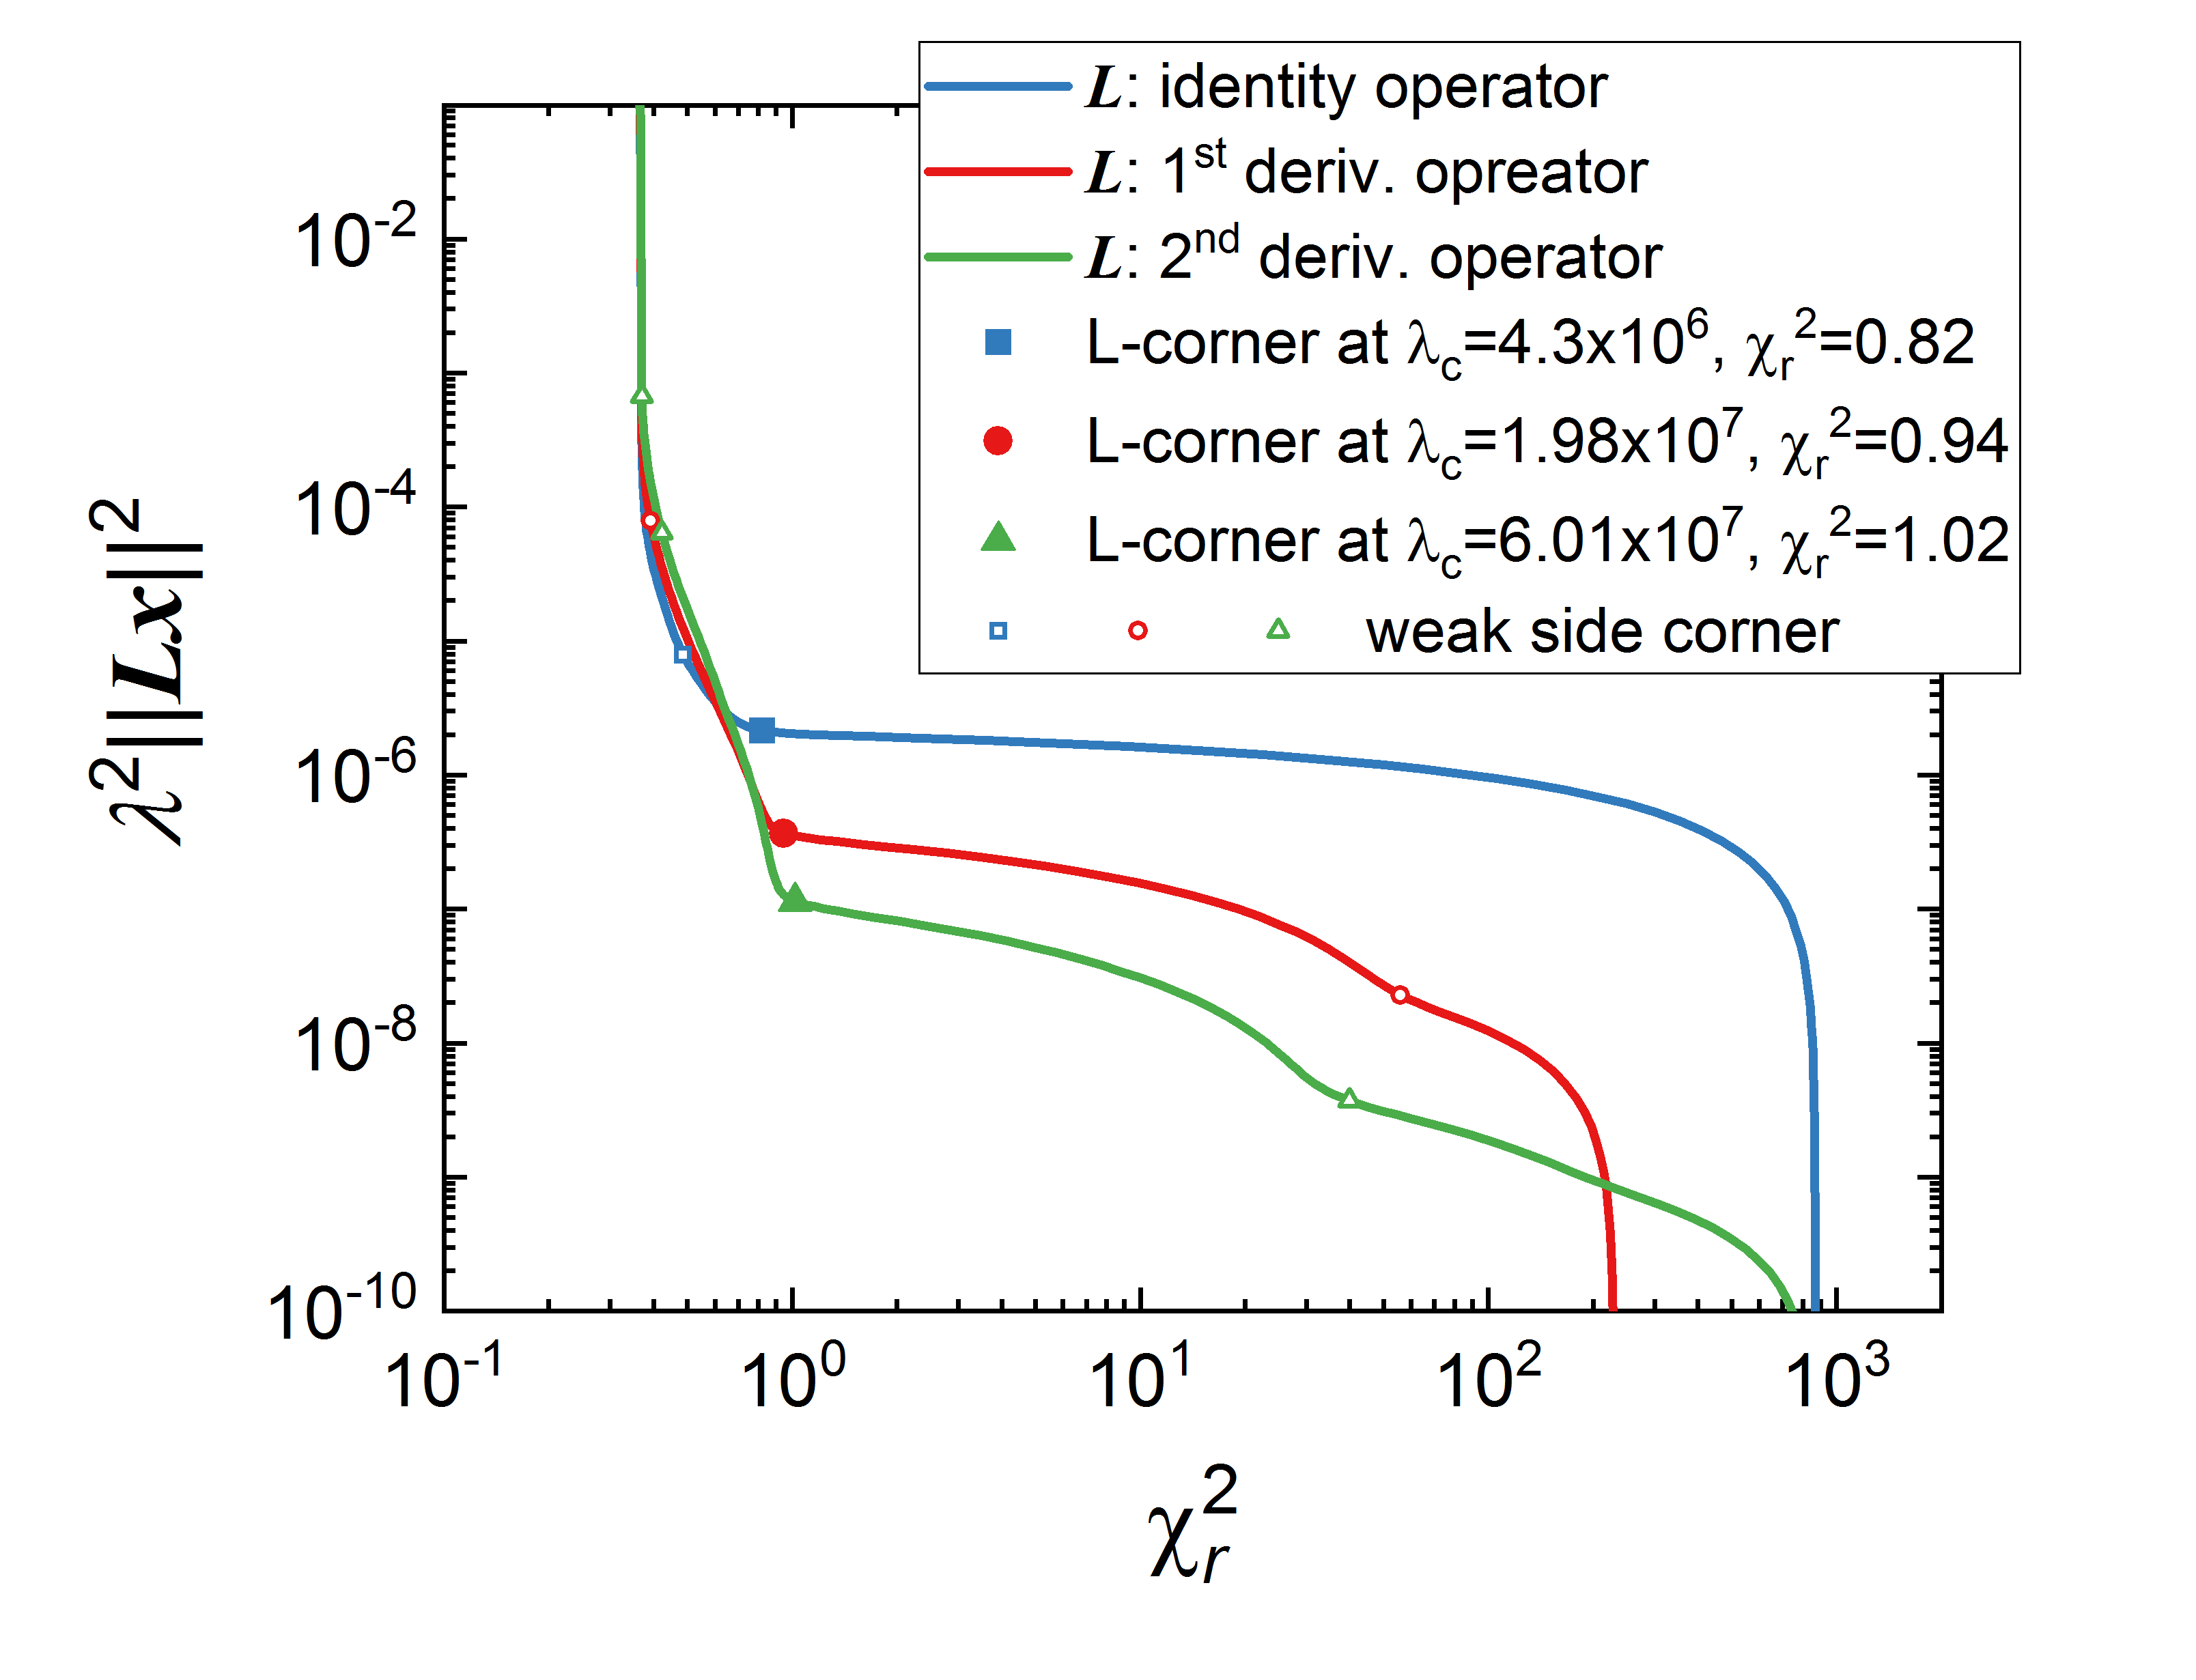 L: identity operator
L: 1st deriv. opreator
L: 2nd deriv. operator
L-corner at λc=4.3x10^6, χr^2=0.82
L-corner at λc=1.98x10^7, χr^2=0.94
L-corner at λc=6.01x10^7, χr^2=1.02
weak side corner
10^-2
10^-4
10^-6
10^-8
10^-10
λ^2||Lx||^2
10^-1 10^0 10^1 10^2 10^3
χr^2